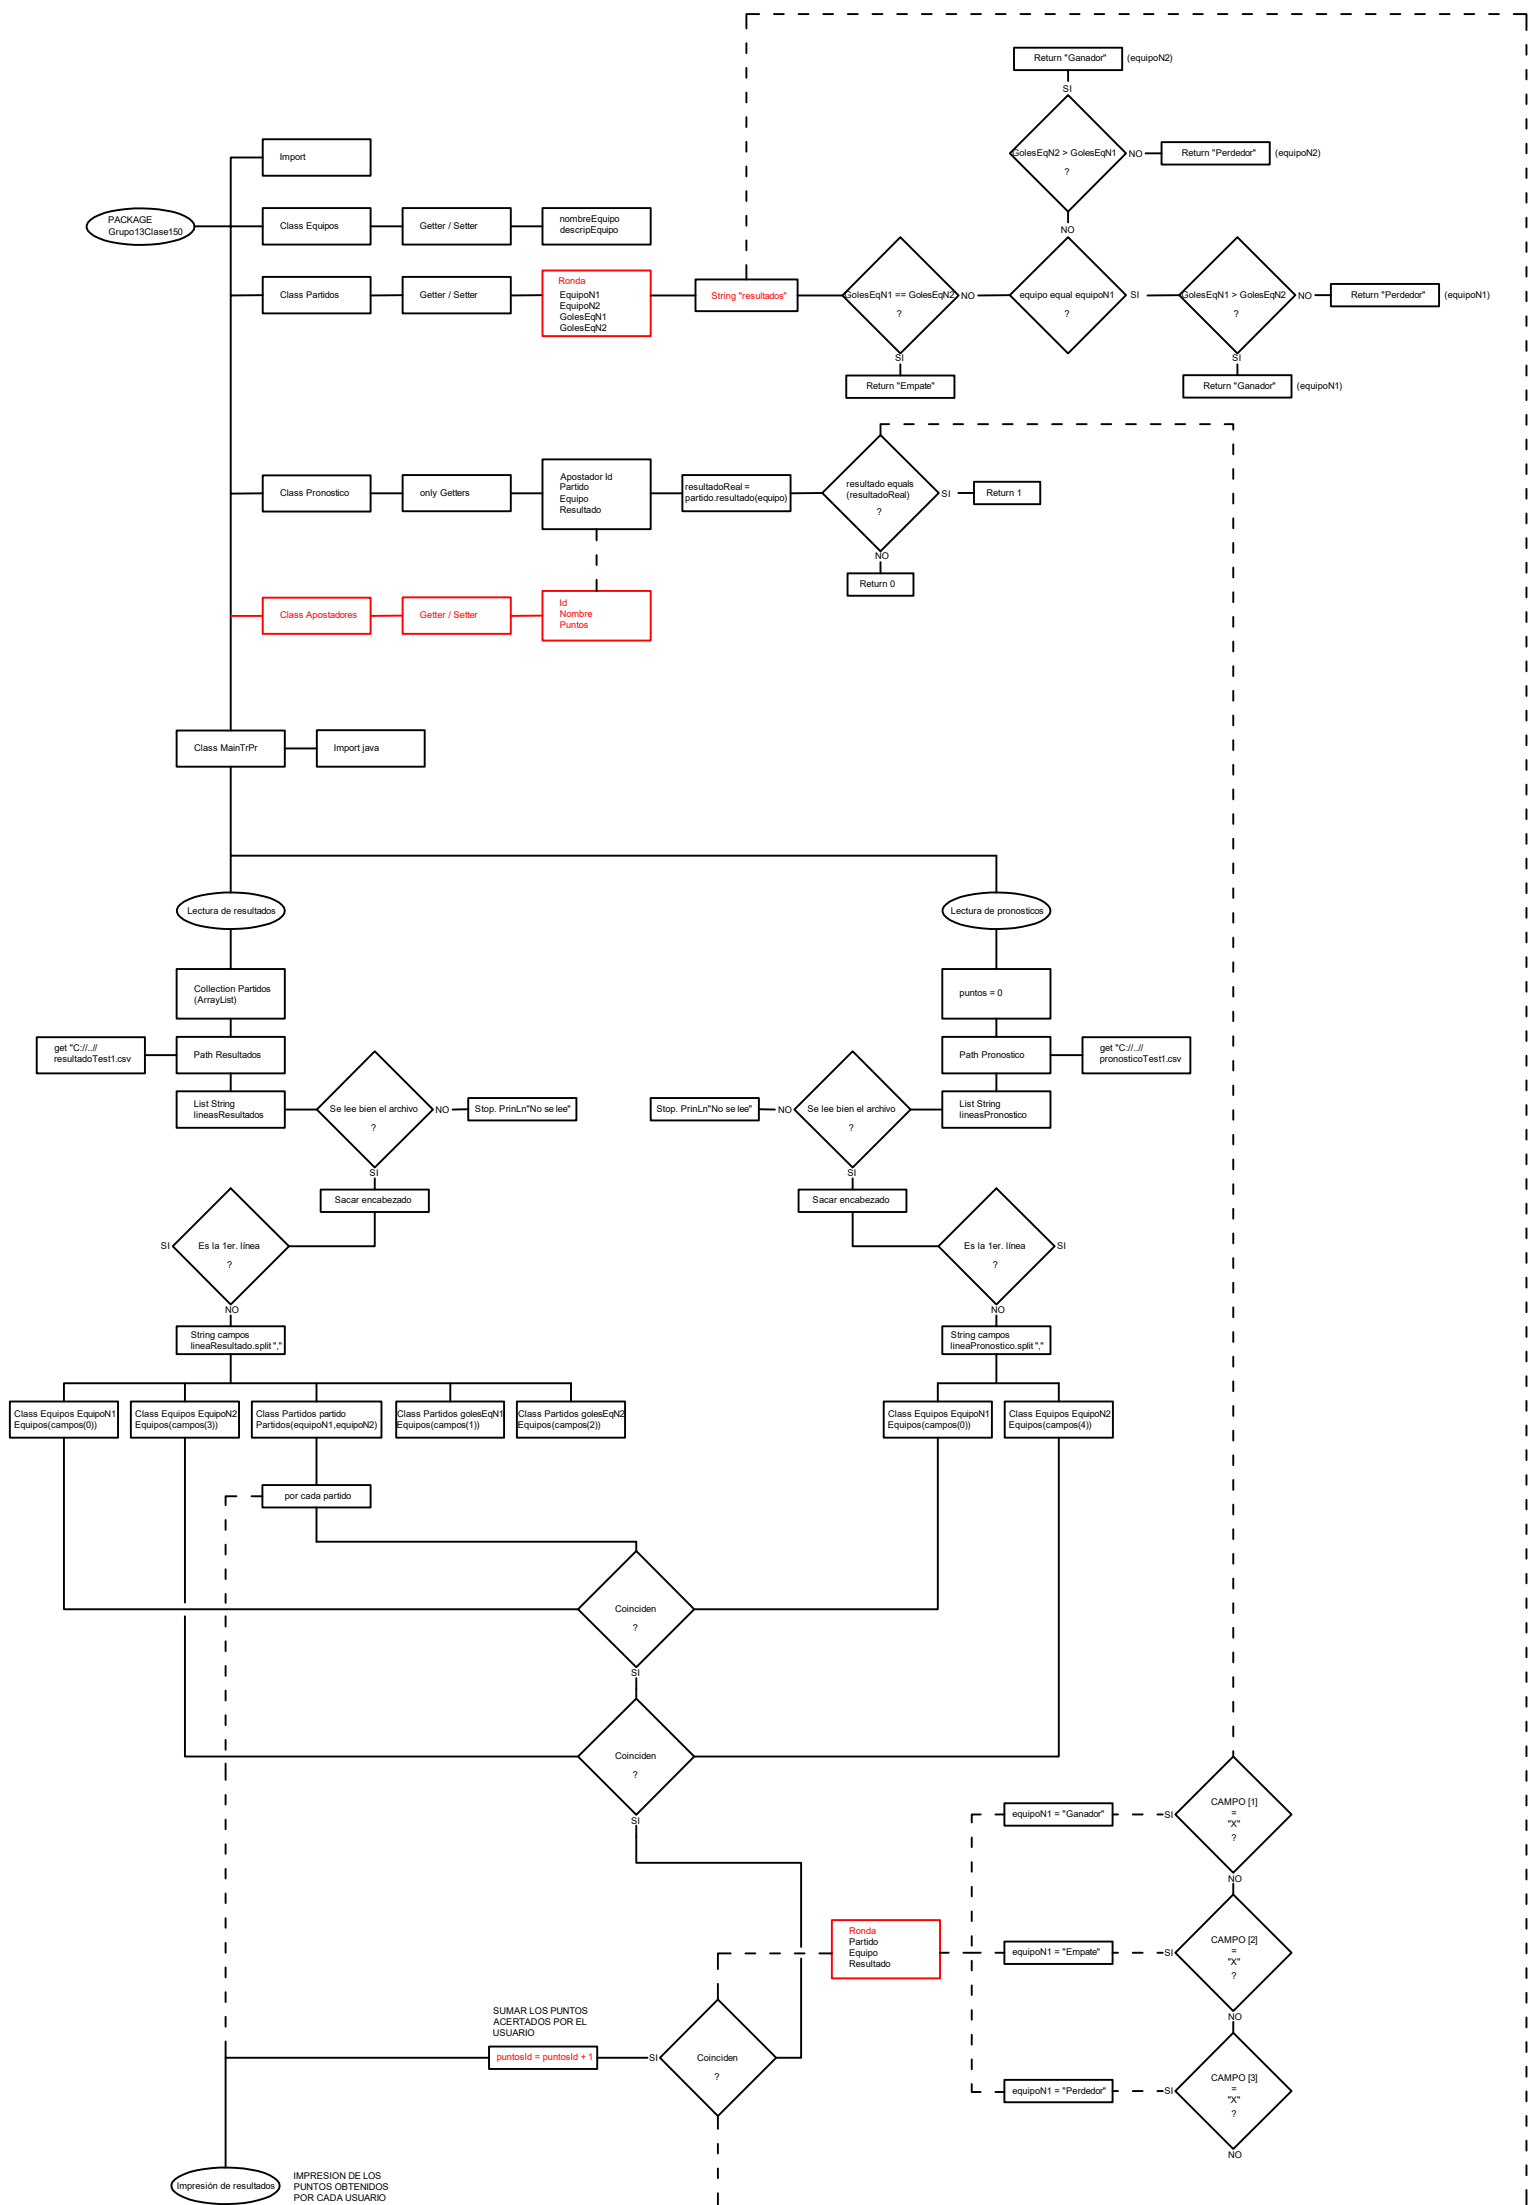 Return "Ganador"
(equipoN2)
SI
GolesEqN2 > GolesEqN1
?
NO
Return "Perdedor"
(equipoN2)
NO
Import
PACKAGE
Grupo13Clase150
Class Equipos
Getter / Setter
nombreEquipo
descripEquipo
Class Partidos
Getter / Setter
Ronda
EquipoN1
EquipoN2
GolesEqN1
GolesEqN2
String "resultados"
GolesEqN1 == GolesEqN2
?
NO
SI
Return "Empate"
equipo equal equipoN1
?
SI
GolesEqN1 > GolesEqN2
?
NO
Return "Perdedor"
(equipoN1)
SI
Return "Ganador"
(equipoN1)
Class Pronostico
only Getters
Apostador Id
Partido
Equipo
Resultado
resultadoReal =
partido.resultado(equipo)
resultado equals
(resultadoReal)
?
SI
Return 1
NO
Return 0
Class Apostadores
Getter / Setter
Id
Nombre
Puntos
Class MainTrPr
Import java
Lectura de resultados
Lectura de pronosticos
Collection Partidos
(ArrayList)
puntos = 0
get "C://..//
resultadoTest1.csv
Path Resultados
Path Pronostico
get "C://..//
pronosticoTest1.csv
List String
lineasResultados
Se lee bien el archivo
?
NO
Stop. PrinLn"No se lee"
SI
Stop. PrinLn"No se lee"
NO
Se lee bien el archivo
?
SI
List String
lineasPronostico
Sacar encabezado
Sacar encabezado
SI
Es la 1er. línea
?
NO
Es la 1er. línea
?
SI
NO
String campos
lineaResultado.split ","
String campos
lineaPronostico.split ","
Class Equipos EquipoN1
Equipos(campos(0))
Class Equipos EquipoN2
Equipos(campos(3))
Class Partidos partido
Partidos(equipoN1,equipoN2)
Class Partidos golesEqN1
Equipos(campos(1))
Class Partidos golesEqN2
Equipos(campos(2))
Class Equipos EquipoN1
Equipos(campos(0))
Class Equipos EquipoN2
Equipos(campos(4))
por cada partido
Coinciden
?
SI
Coinciden
?
SI
equipoN1 = "Ganador"
SI
CAMPO [1]
=
"X"
?
NO
Ronda
Partido
Equipo
Resultado
equipoN1 = "Empate"
SI
CAMPO [2]
=
"X"
?
NO
SUMAR LOS PUNTOS
ACERTADOS POR EL
USUARIO
puntosId = puntosId + 1
SI
Coinciden
?
equipoN1 = "Perdedor"
SI
CAMPO [3]
=
"X"
?
NO
Impresión de resultados
IMPRESION DE LOS
PUNTOS OBTENIDOS
POR CADA USUARIO